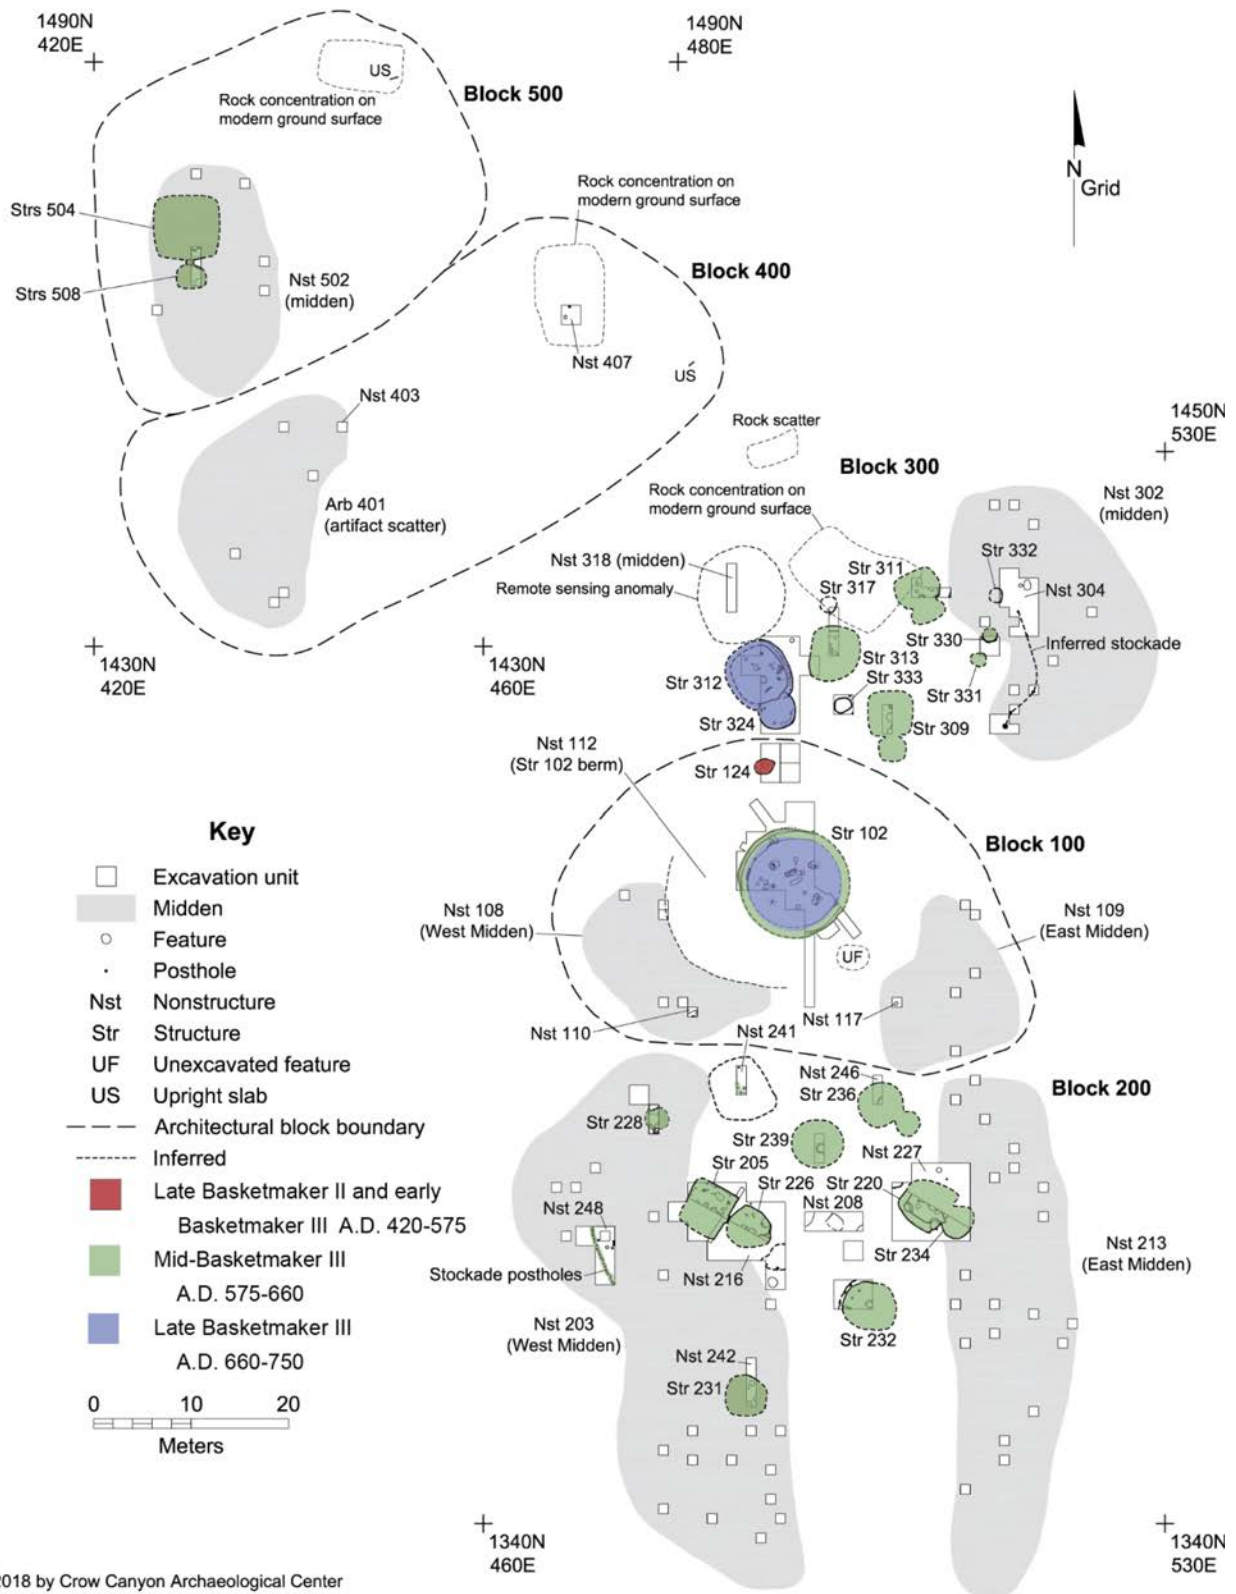 1490N
420E
1490N
480E
US
Block 500
Rock concentration on
modern ground surface
N
Grid
Rock concentration on
modern ground surface
Strs 504
Block 400
Strs 508
Nst 502
(midden)
Nst 407
US
Nst 403
1450N
530E
Rock scatter
Block 300
Rock concentration on
modern ground surface
Nst 302
(midden)
Arb 401
(artifact scatter)
Str 332
Nst 318 (midden)
Str 311
Remote sensing anomaly
Str 317
Nst 304
Str 330
Inferred stockade
1430N
420E
1430N
460E
Str 313
Str 312
Str 333
Str 331
Str 324
Str 309
Nst 112
(Str 102 berm)
Str 124
Str 102
Block 100
Nst 108
(West Midden)
Nst 109
(East Midden)
UF
Nst 110
Nst 117
Nst 241
Nst 246
Str 236
Block 200
Str 228
Str 239
Nst 227
Str 205
Str 226
Str 220
Nst 248
Nst 208
Str 234
Nst 213
(East Midden)
Stockade postholes
Nst 216
Nst 203
(West Midden)
Str 232
Nst 242
Str 231
1340N
460E
1340N
530E
Key
Excavation unit
Midden
Feature
Posthole
Nst Nonstructure
Str Structure
UF Unexcavated feature
US Upright slab
Architectural block boundary
Inferred
Late Basketmaker II and early
Basketmaker III A.D. 420-575
Mid-Basketmaker III
A.D. 575-660
Late Basketmaker III
A.D. 660-750
0 10 20
Meters
2018 by Crow Canyon Archaeological Center